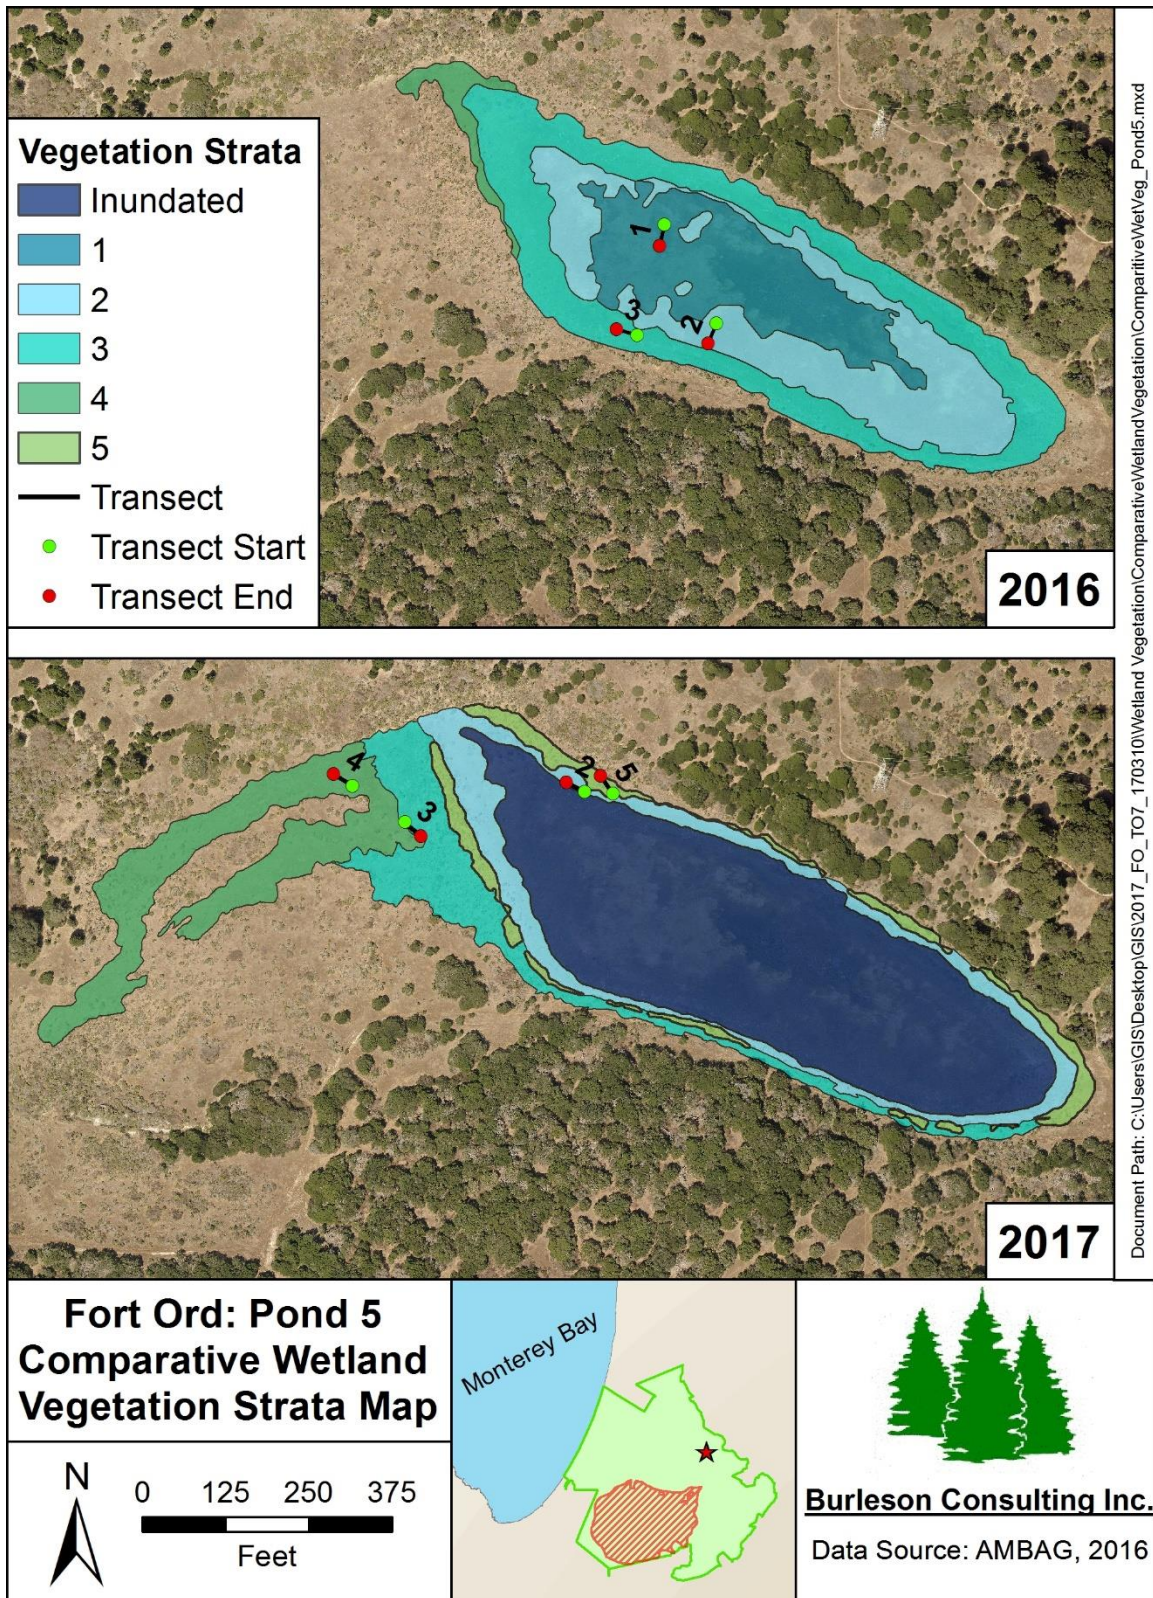 Vegetation Strata
Inundated
1
2
3
4
5
Transect
Transect Start
Transect End
1
3
2
2016
4
3
2
5
2017
Document Path: C:\Users\GIS\Desktop\GIS\2017_FO_TO7_170310\Wetland Vegetation\ComparativeWetlandVegetation\ComparitiveWetVeg_Pond5.mxd
Fort Ord: Pond 5
Comparative Wetland
Vegetation Strata Map
N
0 125 250 375
Feet
Monterey Bay
Burleson Consulting Inc.
Data Source: AMBAG, 2016